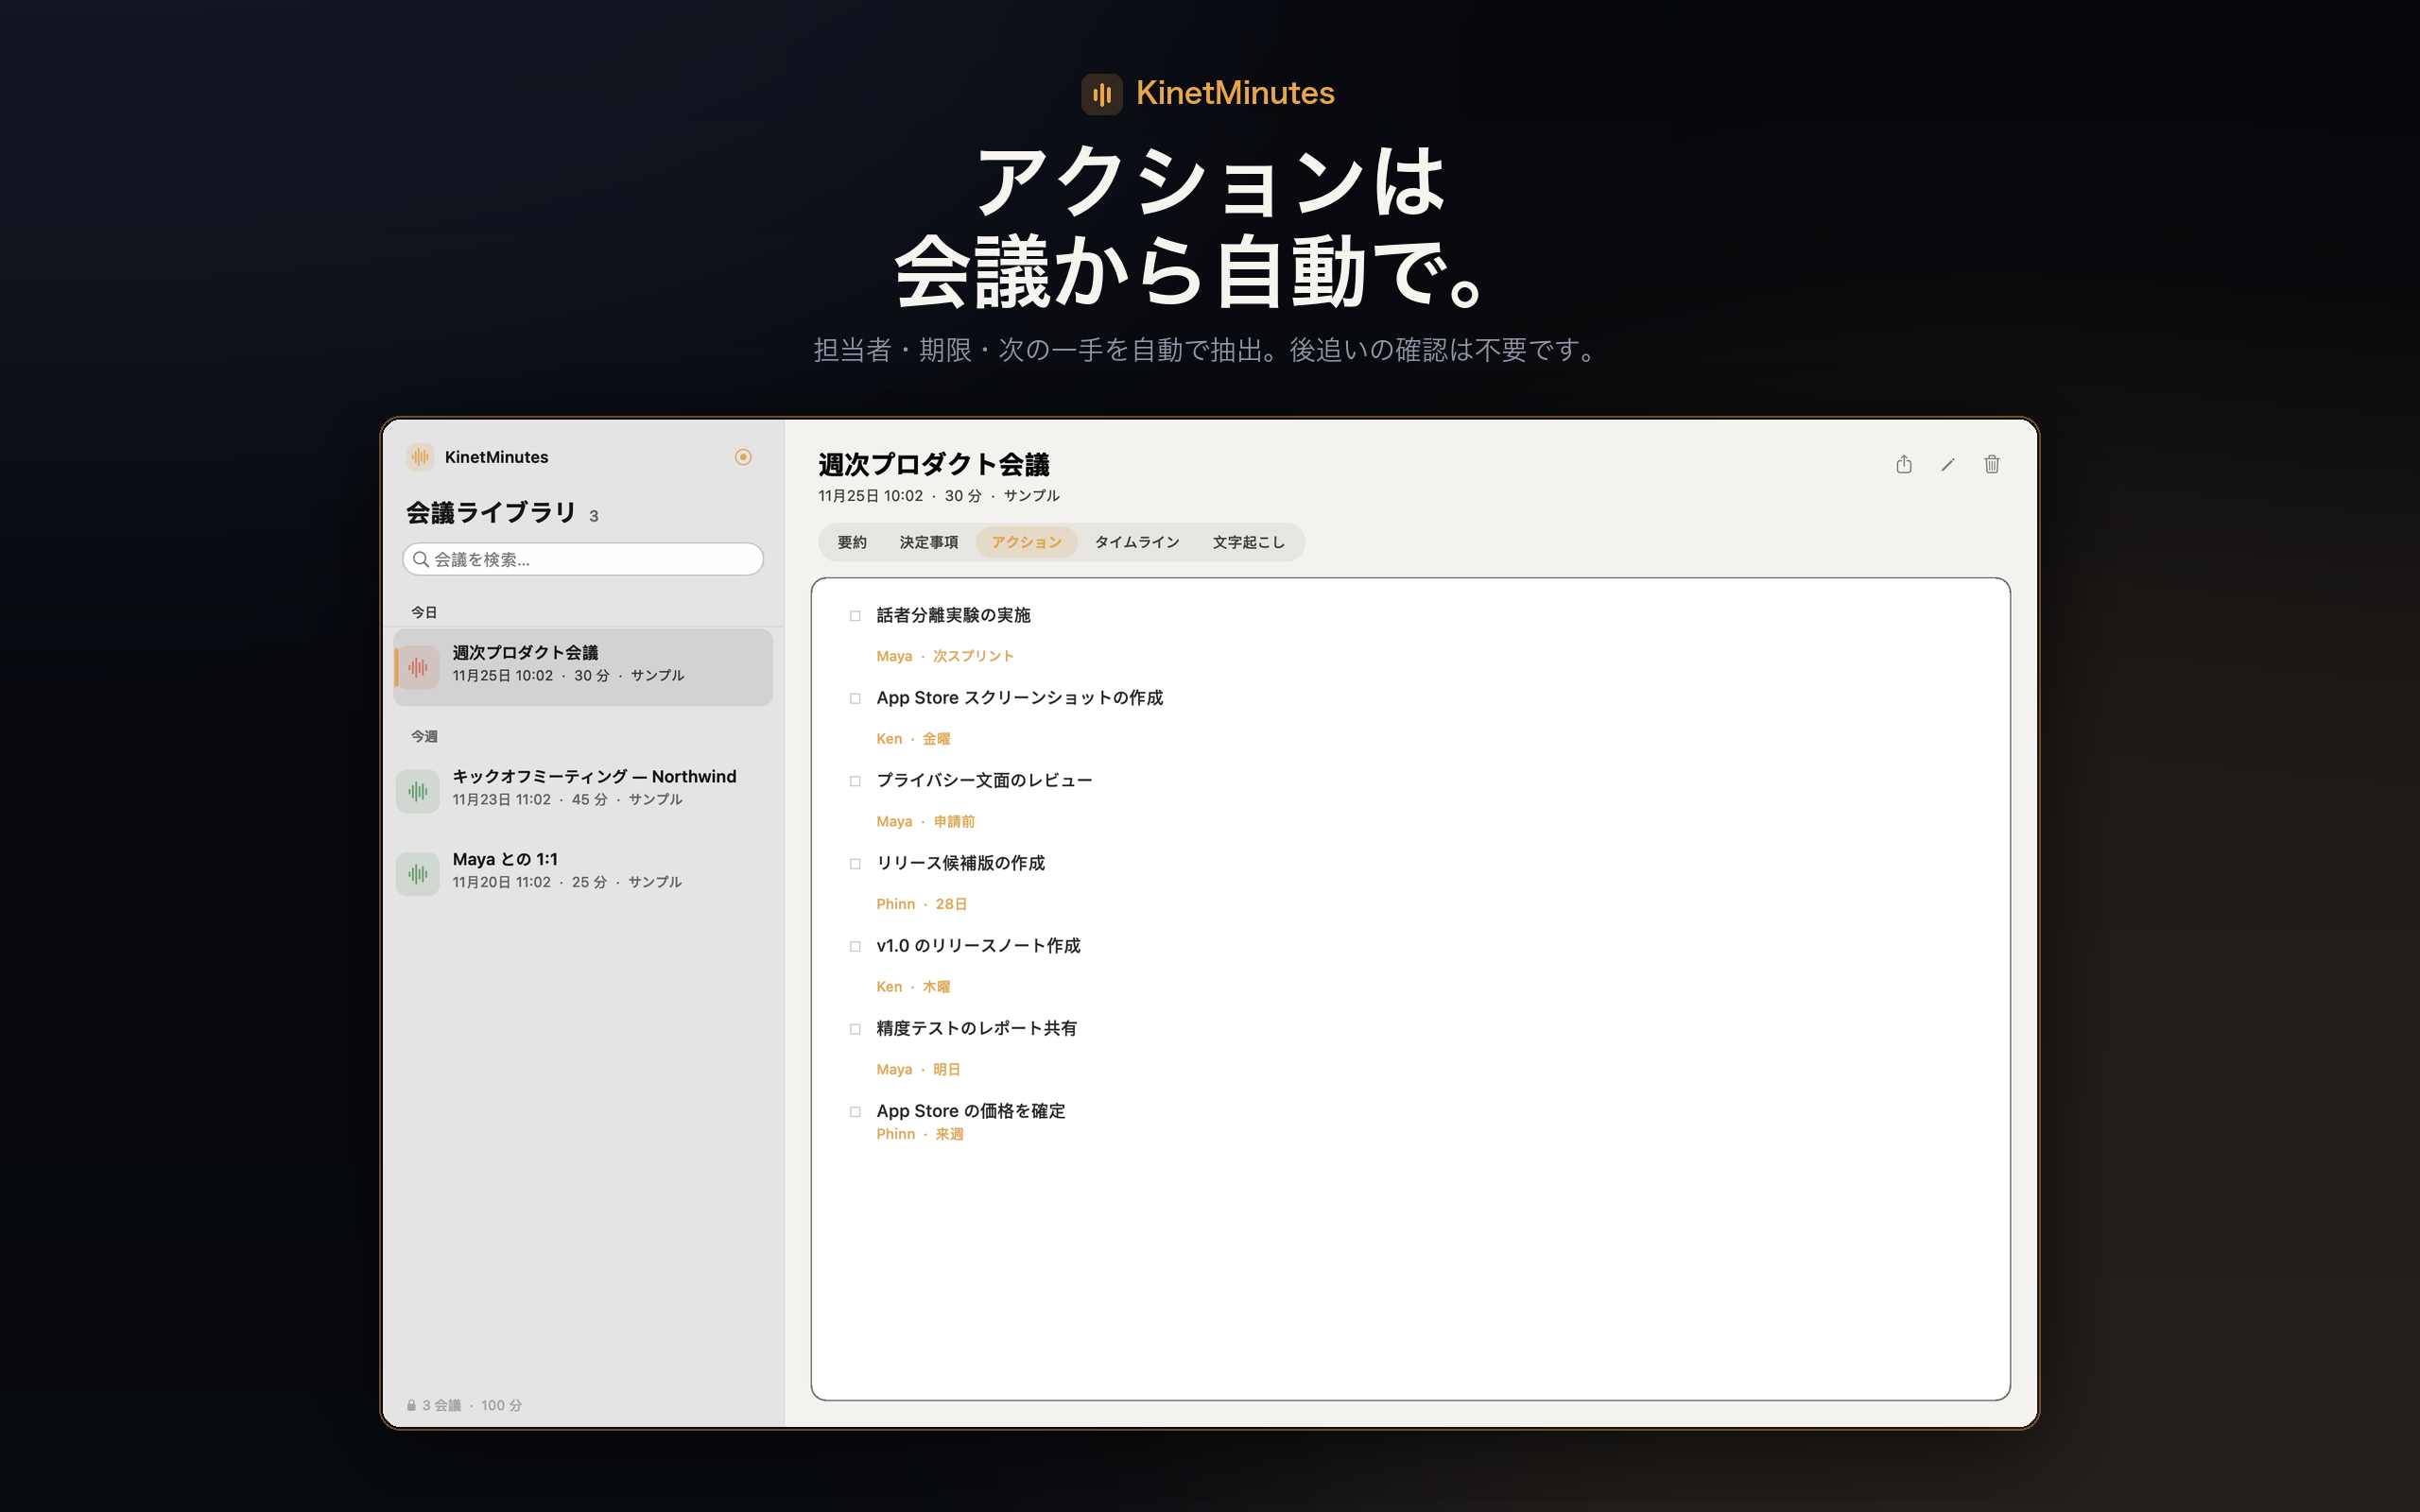 KinetMinutes
アクションは
会議から自動で。
担当者・期限・次の一手を自動で抽出。後追いの確認は不要です。
KinetMinutes
会議ライブラリ 3
会議を検索...
今日
週次プロダクト会議
11月25日 10:02 · 30 分 · サンプル
今週
キックオフミーティング — Northwind
11月23日 11:02 · 45 分 · サンプル
Maya との 1:1
11月20日 11:02 · 25 分 · サンプル
3 会議 · 100 分
週次プロダクト会議
11月25日 10:02 · 30 分 · サンプル
要約 決定事項 アクション タイムライン 文字起こし
話者分離実験の実施
Maya · 次スプリント
App Store スクリーンショットの作成
Ken · 金曜
プライバシー文面のレビュー
Maya · 申請前
リリース候補版の作成
Phinn · 28日
v1.0 のリリースノート作成
Ken · 木曜
精度テストのレポート共有
Maya · 明日
App Store の価格を確定
Phinn · 来週